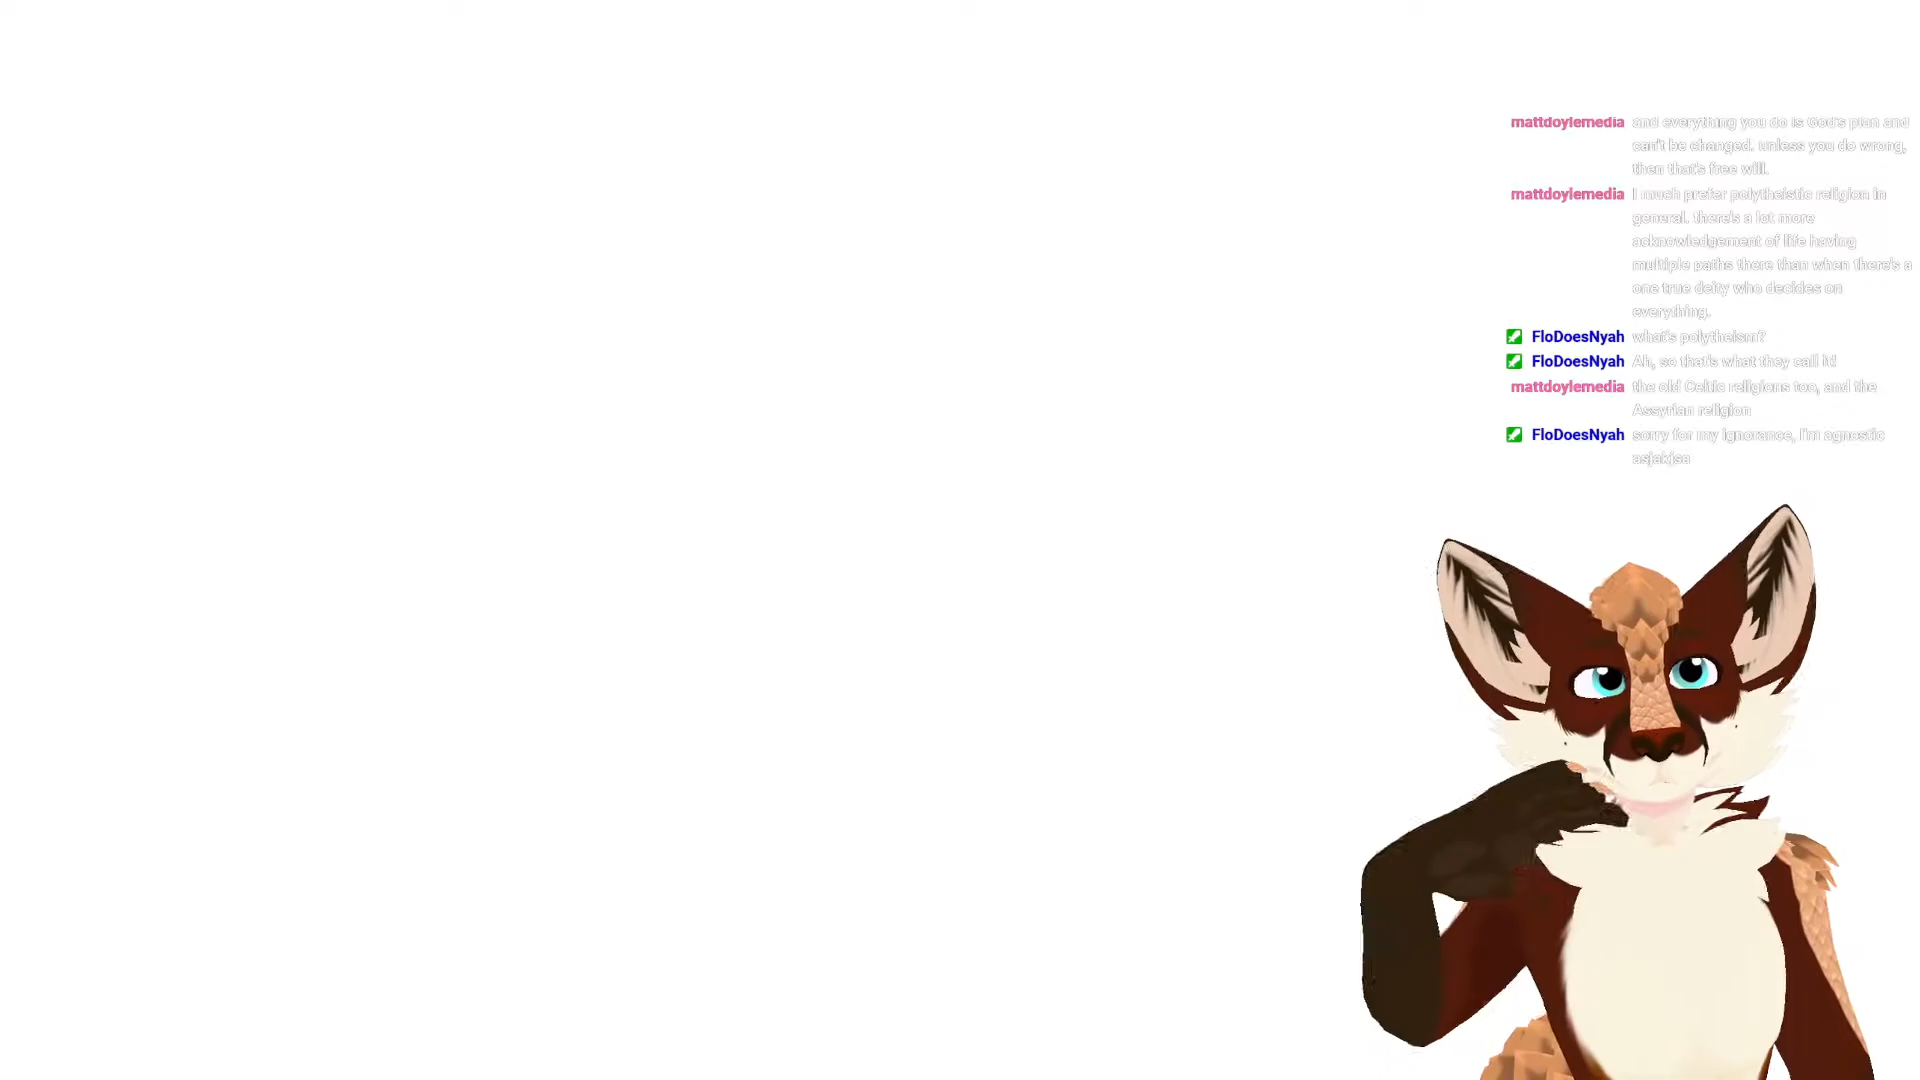 mattdoylemedia and everything you do is God's plan and
can't be changed. unless you do wrong,
then that's free will.
mattdoylemedia I much prefer polytheistic religion in
general. there's a lot more
acknowledgement of life having
multiple paths there than when there's a
one true deity who decides on
everything.
FloDoesNyah what's polytheism?
FloDoesNyah Ah, so that's what they call it!
mattdoylemedia the old Celtic religions too, and the
Assyrian religion
FloDoesNyah sorry for my ignorance, I'm agnostic
asjakjsa